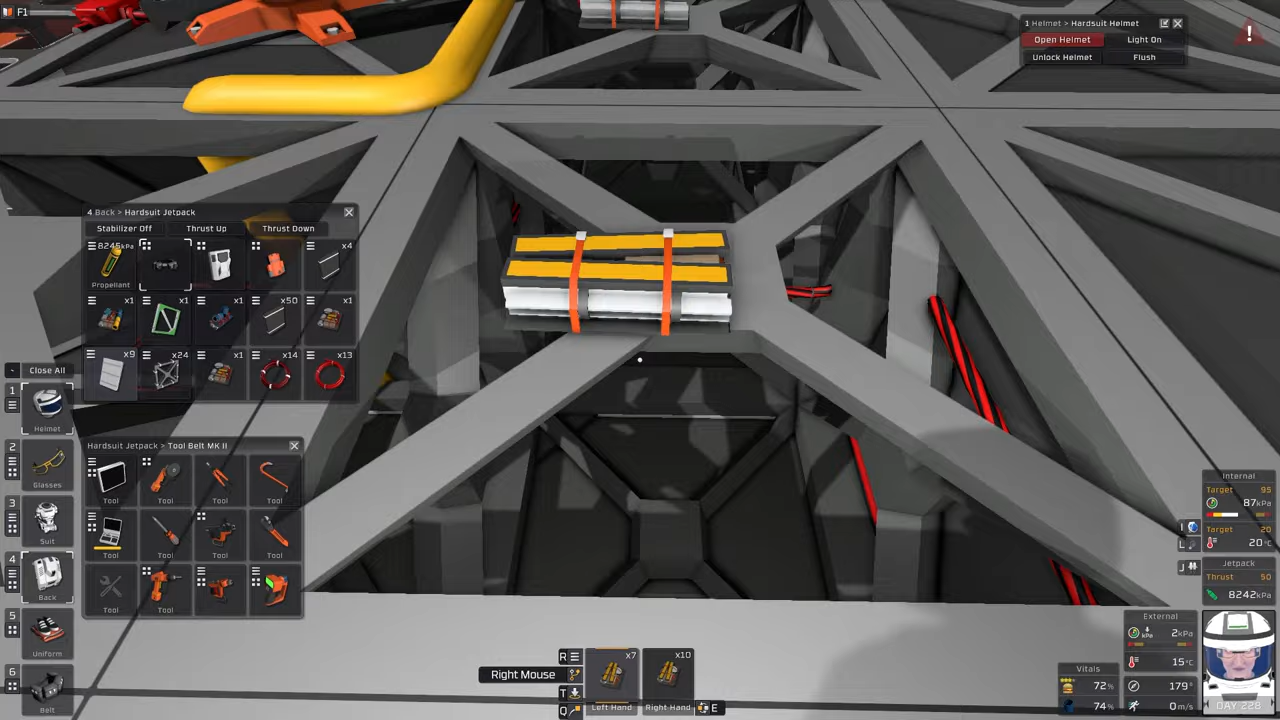 F1
1 Helmet > Hardsuit Helmet
Open Helmet
Light On
Unlock Helmet
Flush
!
4 Back > Hardsuit Jetpack
Stabilizer Off
Thrust Up
Thrust Down
8245kPa
x4
Propellant
x1
x1
x1
x50
x1
x9
x24
x1
x14
x13
Close All
1
Helmet
2
Glasses
3
Suit
4
Back
5
Uniform
6
Belt
Hardsuit Jetpack > Tool Belt MK II
Tool
Tool
Tool
Tool
Tool
Tool
Tool
Tool
Tool
Tool
R
Right Mouse
T
Q
x7
x10
Left Hand
Right Hand
E
Internal
Target 95
87kPa
Target 20
20°C
I
L
J
Jetpack
Thrust 50
8242kPa
External
kPa
2kPa
15°C
Vitals
72%
179°
74%
0m/s
DAY 228